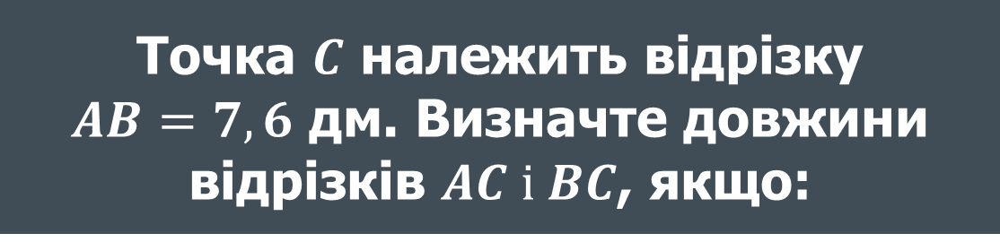 Точка C належить відрізку
AB = 7,6 дм. Визначте довжини
відрізків AC і BC, якщо: